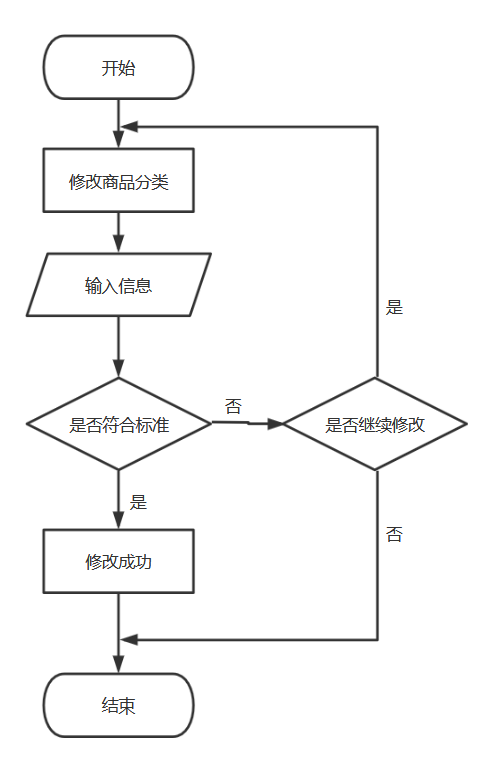 开始
修改商品分类
输入信息
是
否
是否符合标准
是否继续修改
是
否
修改成功
结束